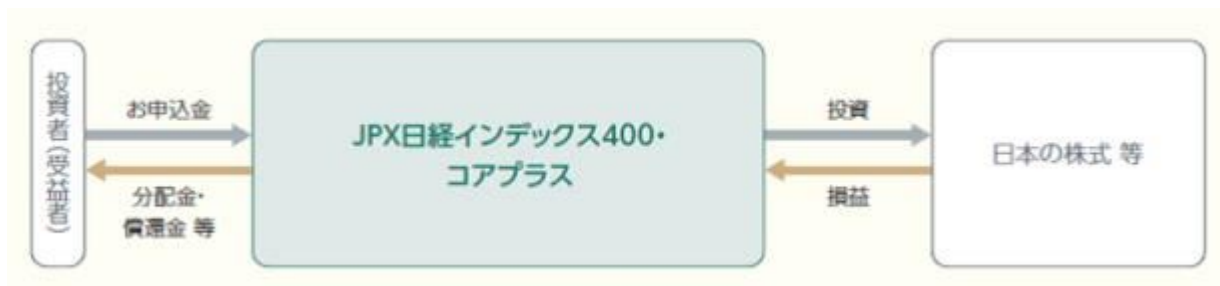 投資者(受益者)
お申込金
分配金・
償還金 等
JPX日経インデックス400・
コアプラス
投資
損益
日本の株式 等